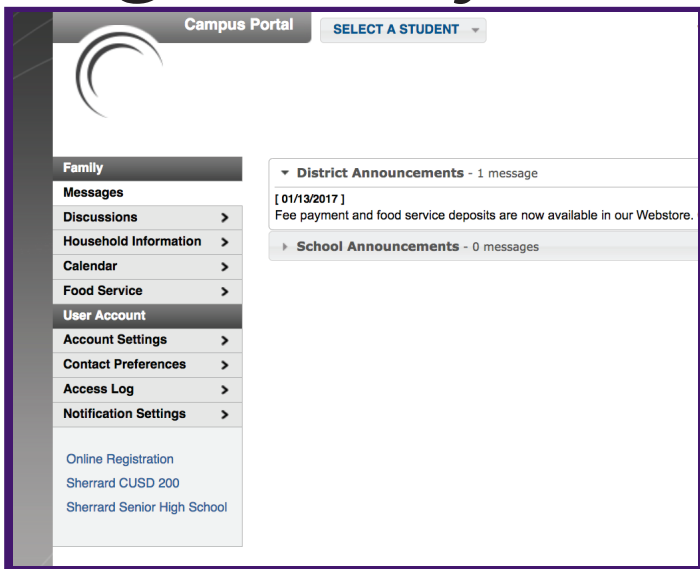 Campus Portal
SELECT A STUDENT
Family
Messages
Discussions
Household Information
Calendar
Food Service
User Account
Account Settings
Contact Preferences
Access Log
Notification Settings
Online Registration
Sherrard CUSD 200
Sherrard Senior High School
District Announcements - 1 message
[ 01/13/2017 ]
Fee payment and food service deposits are now available in our Webstore.
School Announcements - 0 messages